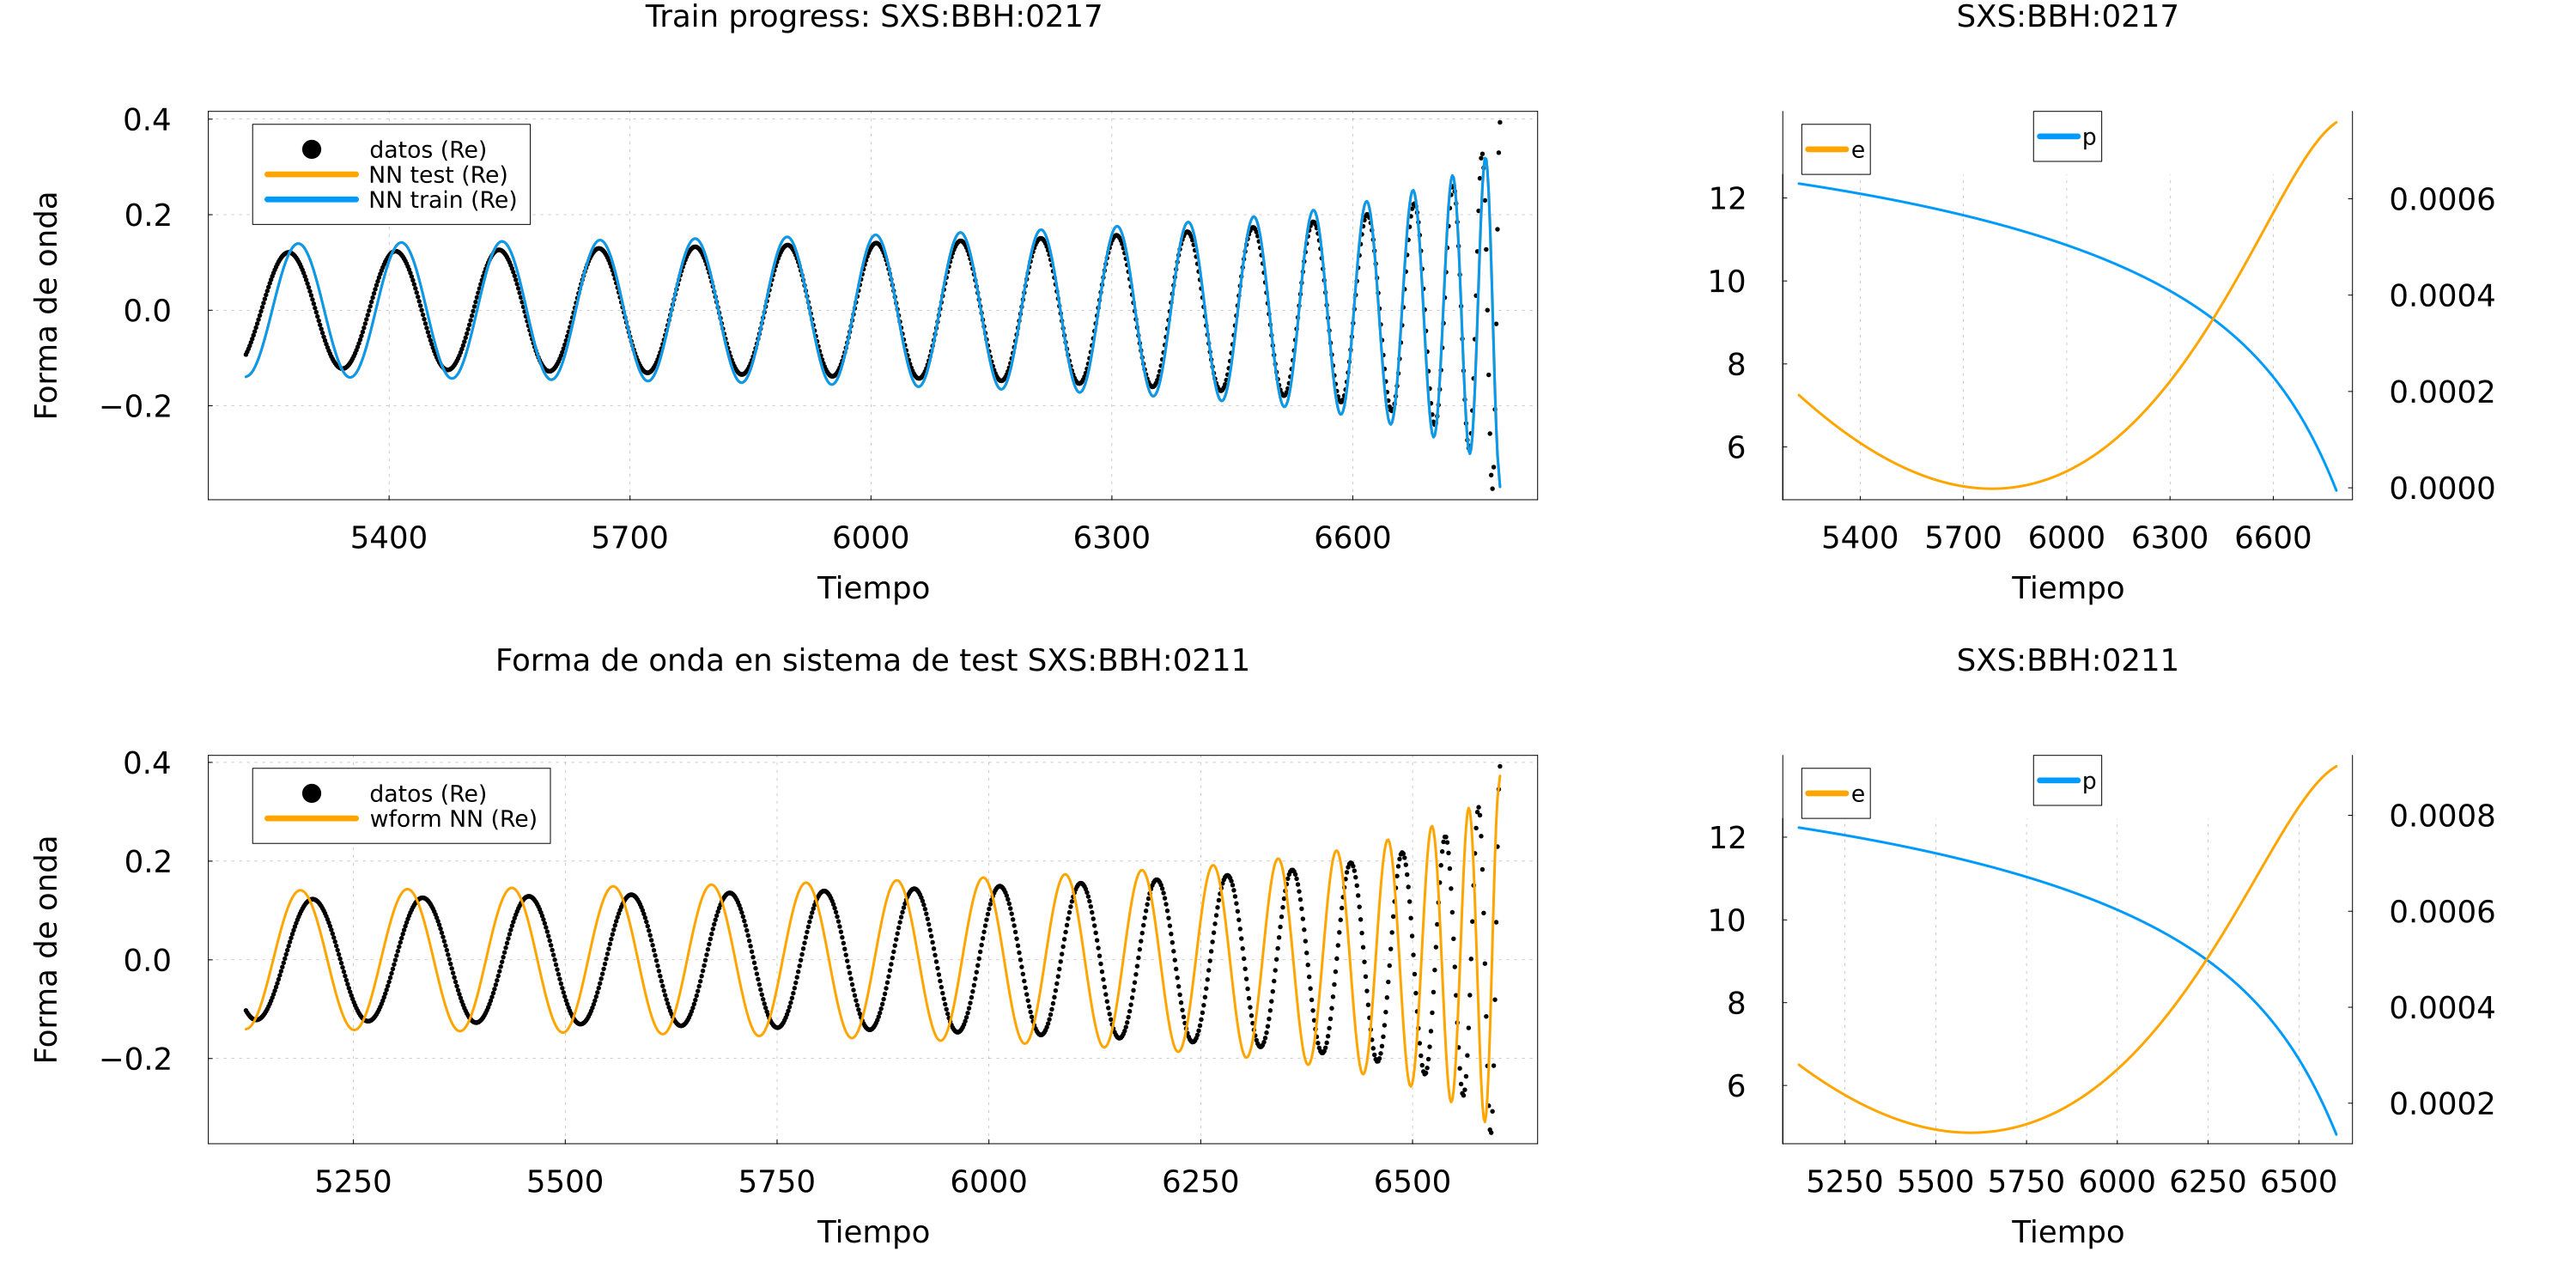 Train progress: SXS:BBH:0217
Forma de onda
0.4
0.2
0.0
−0.2
datos (Re)
NN test (Re)
NN train (Re)
5400 5700 6000 6300 6600
Tiempo
SXS:BBH:0217
e
p
12
10
8
6
0.0006
0.0004
0.0002
0.0000
5400 5700 6000 6300 6600
Tiempo
Forma de onda en sistema de test SXS:BBH:0211
Forma de onda
0.4
0.2
0.0
−0.2
datos (Re)
wform NN (Re)
5250 5500 5750 6000 6250 6500
Tiempo
SXS:BBH:0211
e
p
12
10
8
6
0.0008
0.0006
0.0004
0.0002
5250 5500 5750 6000 6250 6500
Tiempo